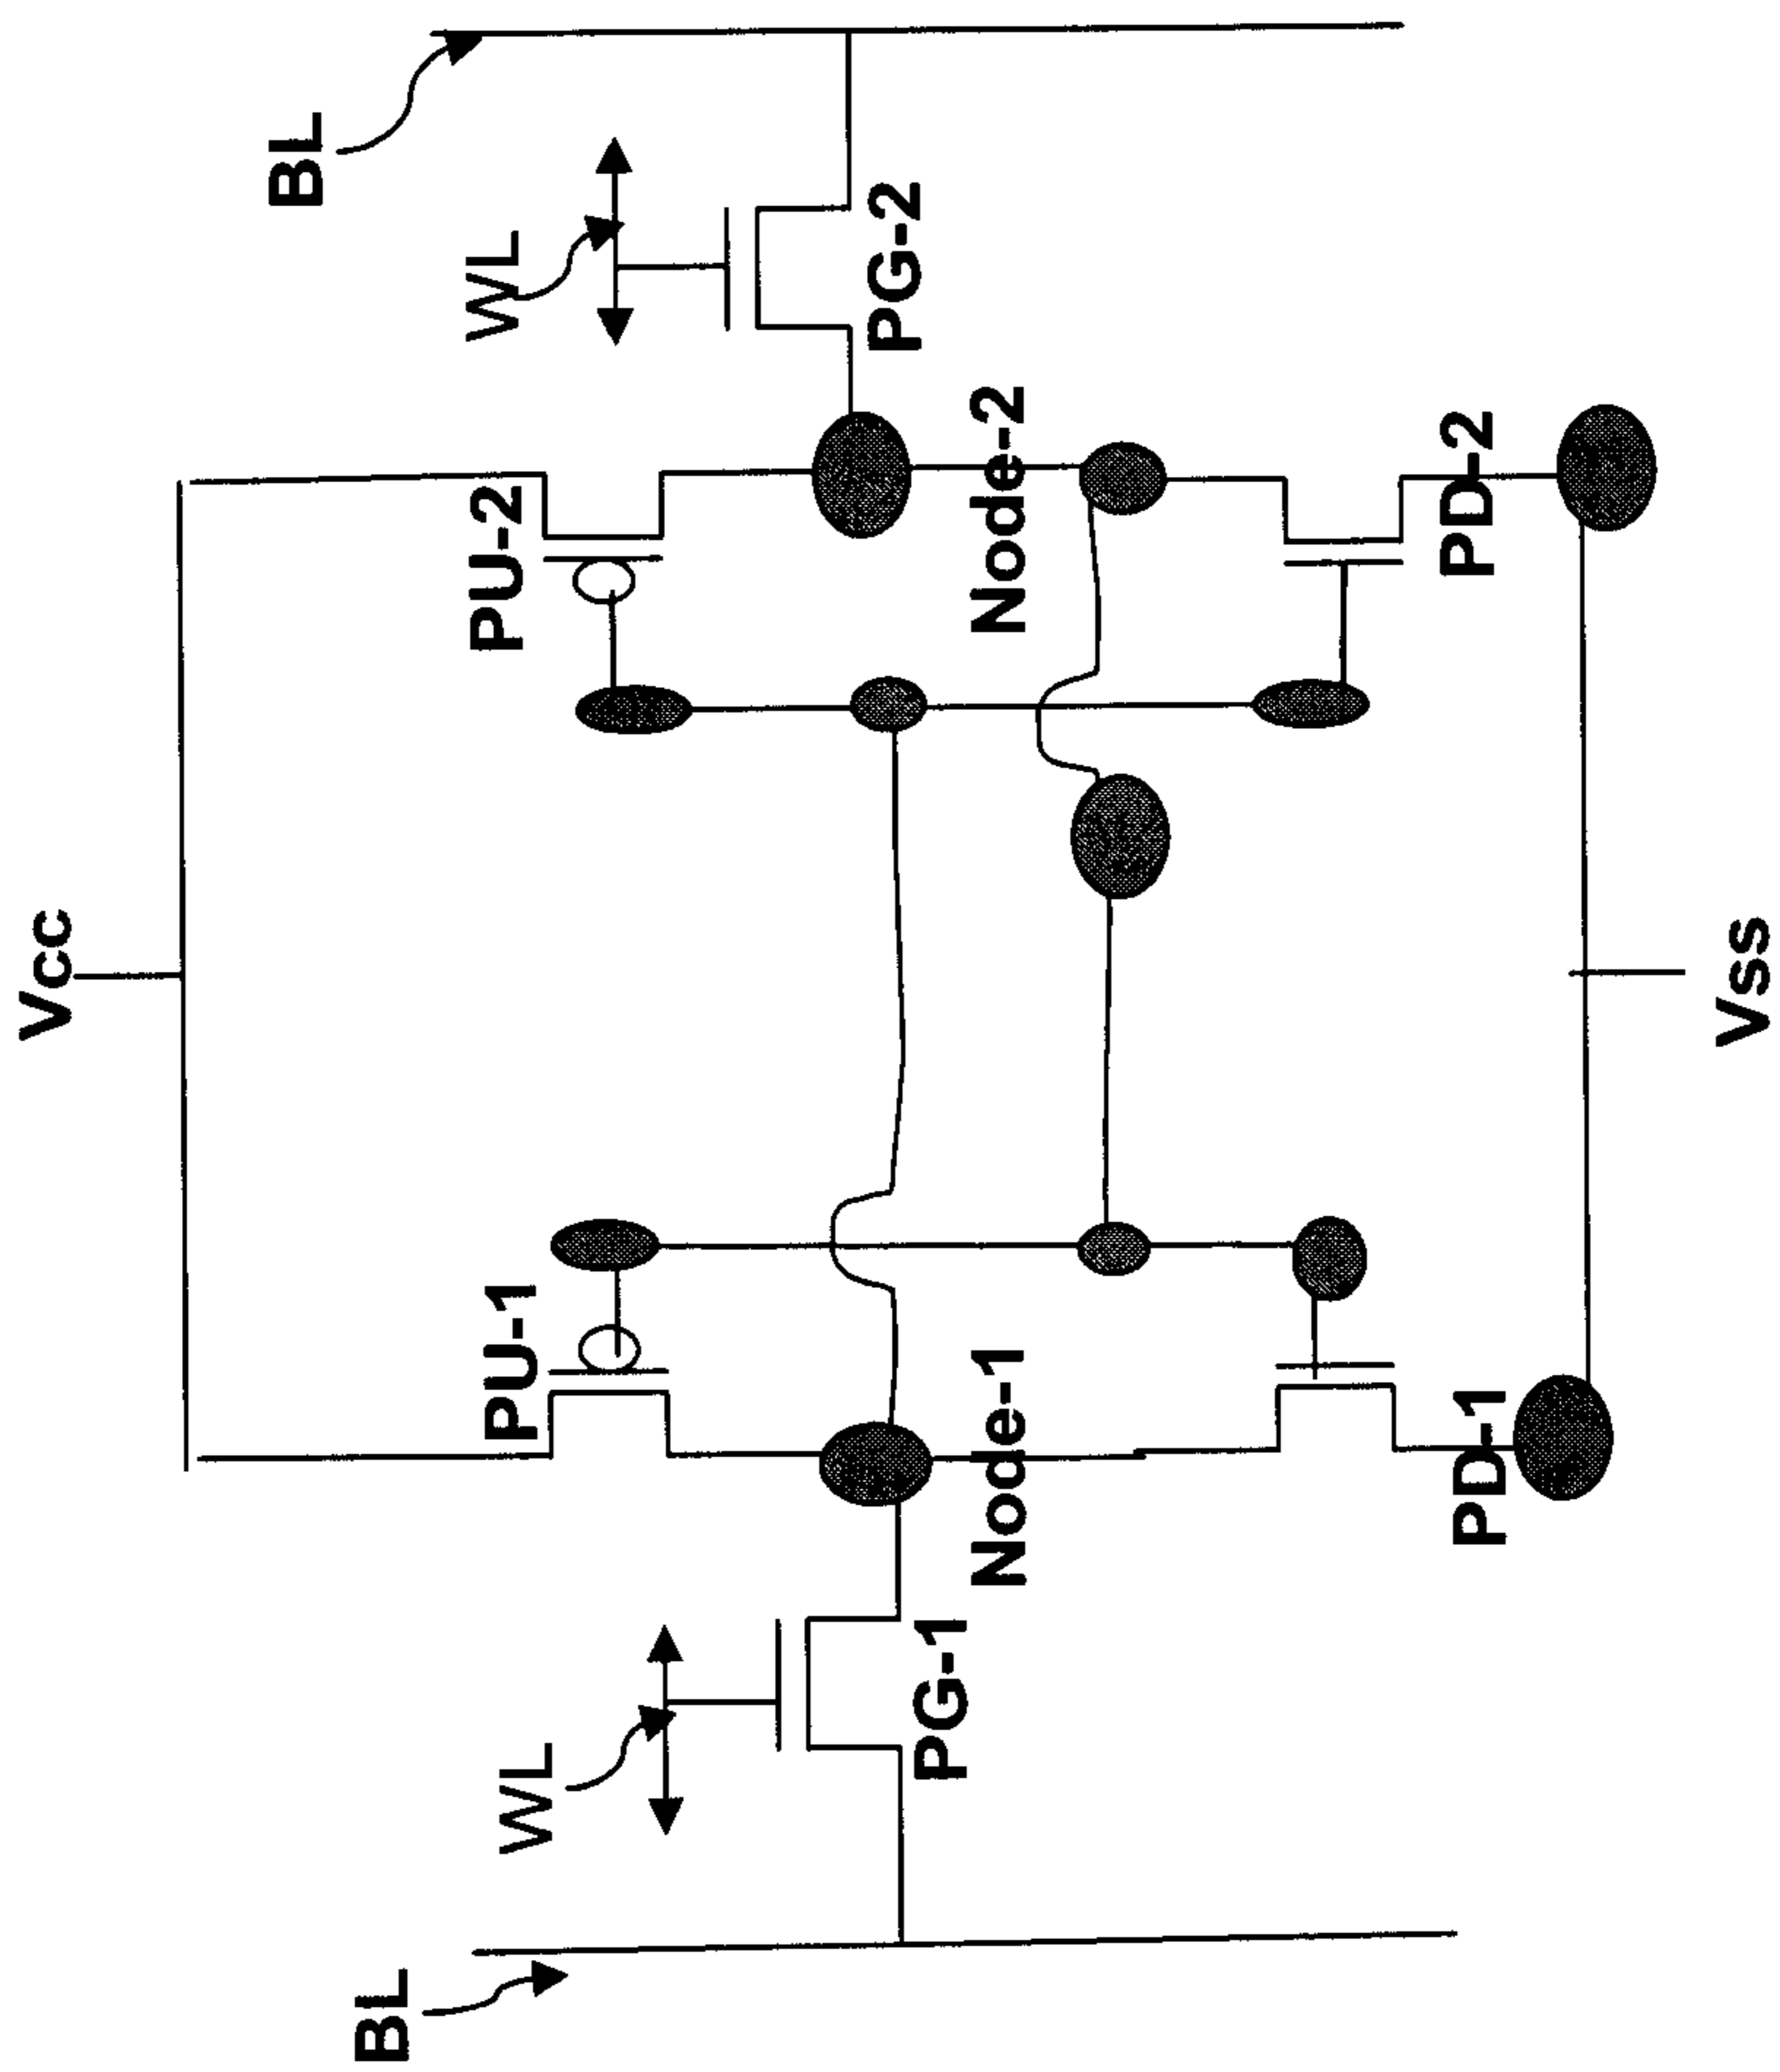 Vcc
BL
WL
PU-1
PU-2
WL
BL
PG-1
Node-1
Node-2
PG-2
PD-1
PD-2
Vss